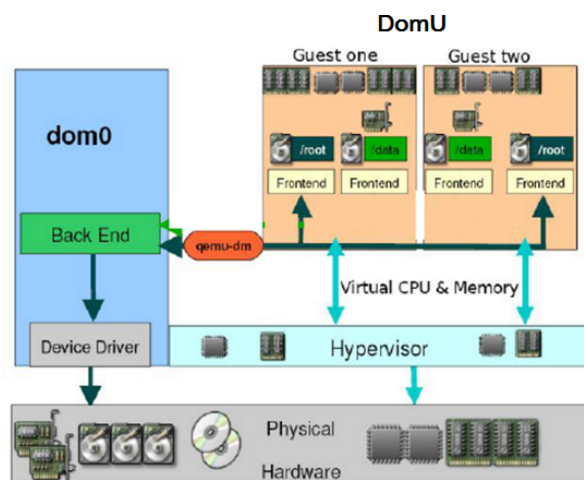 DomU
Guest one
Guest two
dom0
/root
/data
/data
/root
Frontend
Frontend
Frontend
Frontend
Back End
qemu-dm
Virtual CPU & Memory
Device Driver
Hypervisor
Physical
Hardware